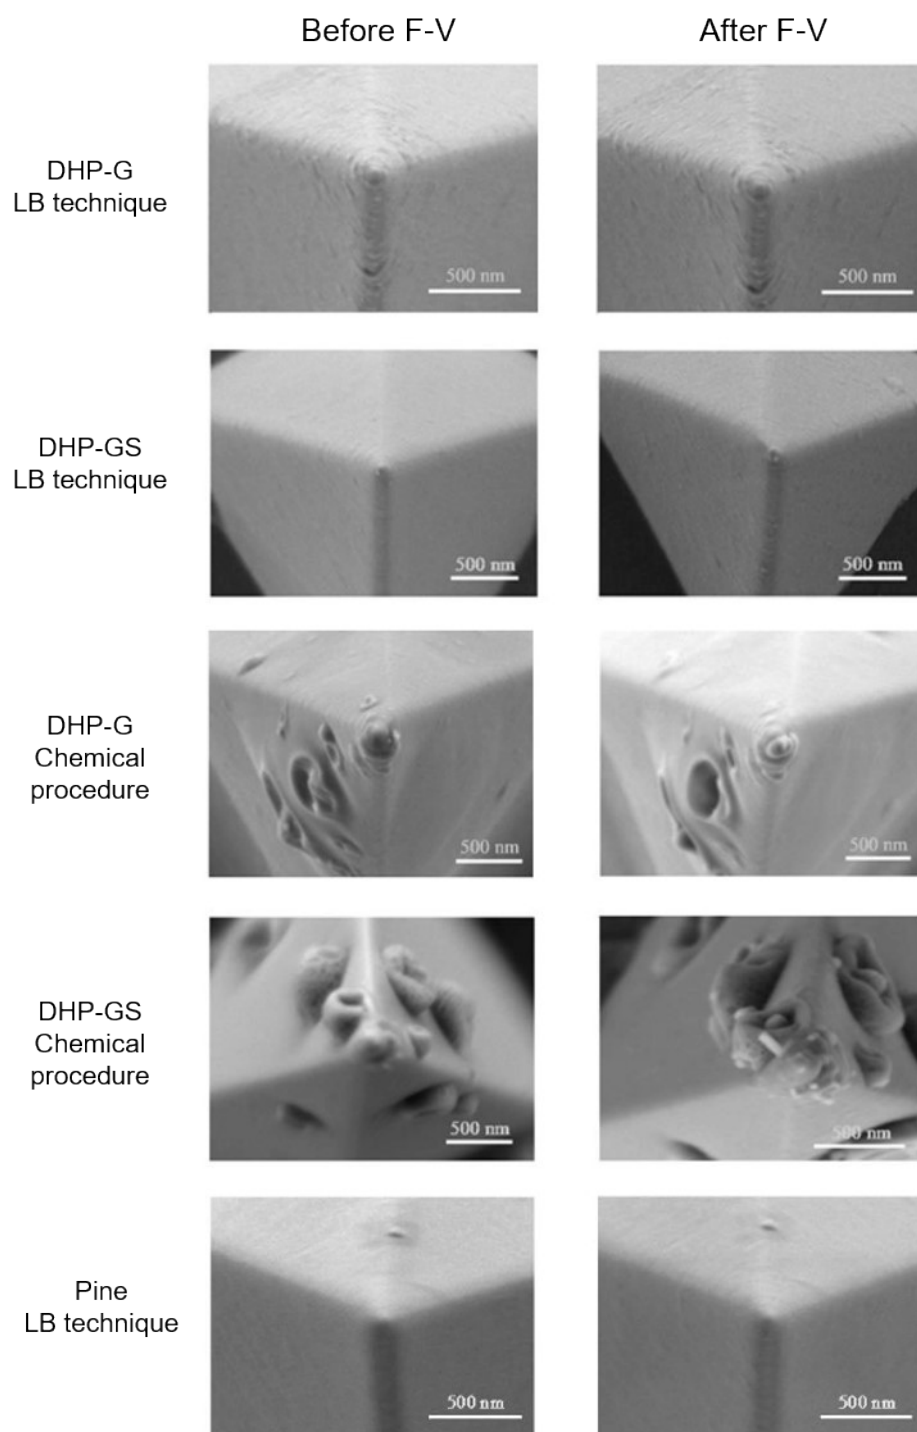 Before F-V
After F-V
DHP-G
LB technique
500 nm
500 nm
DHP-GS
LB technique
500 nm
500 nm
DHP-G
Chemical
procedure
500 nm
500 nm
DHP-GS
Chemical
procedure
500 nm
500 nm
Pine
LB technique
500 nm
500 nm